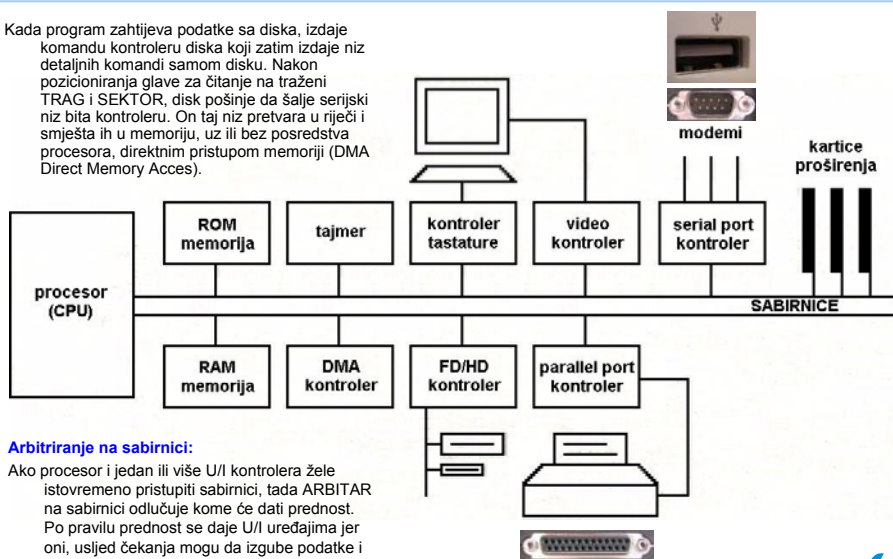 Kada program zahtijeva podatke sa diska, izdaje
komandu kontroleru diska koji zatim izdaje niz
detaljnih komandi samom disku. Nakon
pozicioniranja glave za čitanje na traženi
TRAG i SEKTOR, disk pošinje da šalje serijski
niz bita kontroleru. On taj niz pretvara u riječi i
smješta ih u memoriju, uz ili bez posredstva
procesora, direktnim pristupom memoriji (DMA
Direct Memory Acces).
modemi
kartice
proširenja
ROM
memorija
tajmer
kontroler
tastature
video
kontroler
serial port
kontroler
procesor
(CPU)
SABIRNICE
RAM
memorija
DMA
kontroler
FD/HD
kontroler
parallel port
kontroler
Arbitriranje na sabirnici:
Ako procesor i jedan ili više U/I kontrolera žele
istovremeno pristupiti sabirnici, tada ARBITAR
na sabirnici odlučuje kome će dati prednost.
Po pravilu prednost se daje U/I uređajima jer
oni, usljed čekanja mogu da izgube podatke i